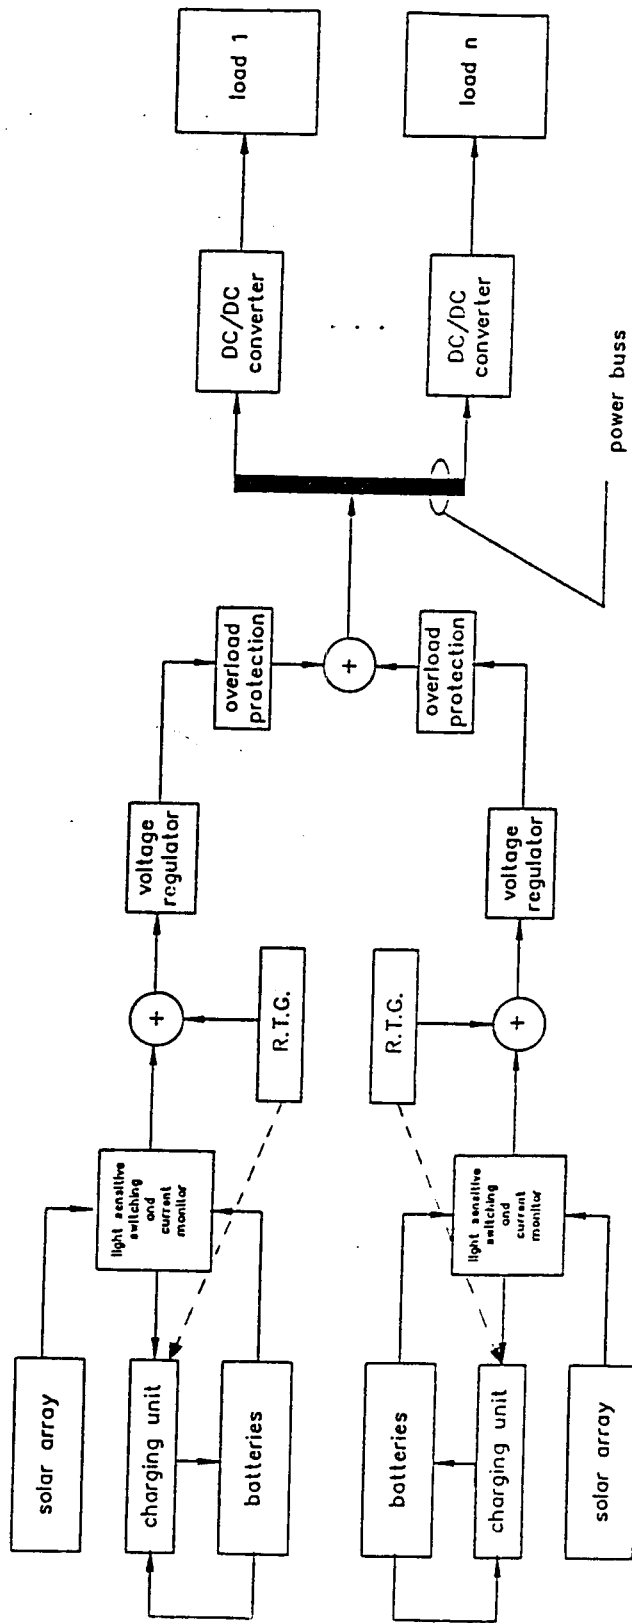 solar array
charging unit
batteries
light sensitive
switching
and
current
monitor
+
R.T.G.
voltage
regulator
overload
protection
batteries
charging unit
solar array
light sensitive
switching
and
current
monitor
R.T.G.
+
voltage
regulator
overload
protection
+
power buss
DC/DC
converter
load 1
. . .
DC/DC
converter
load n